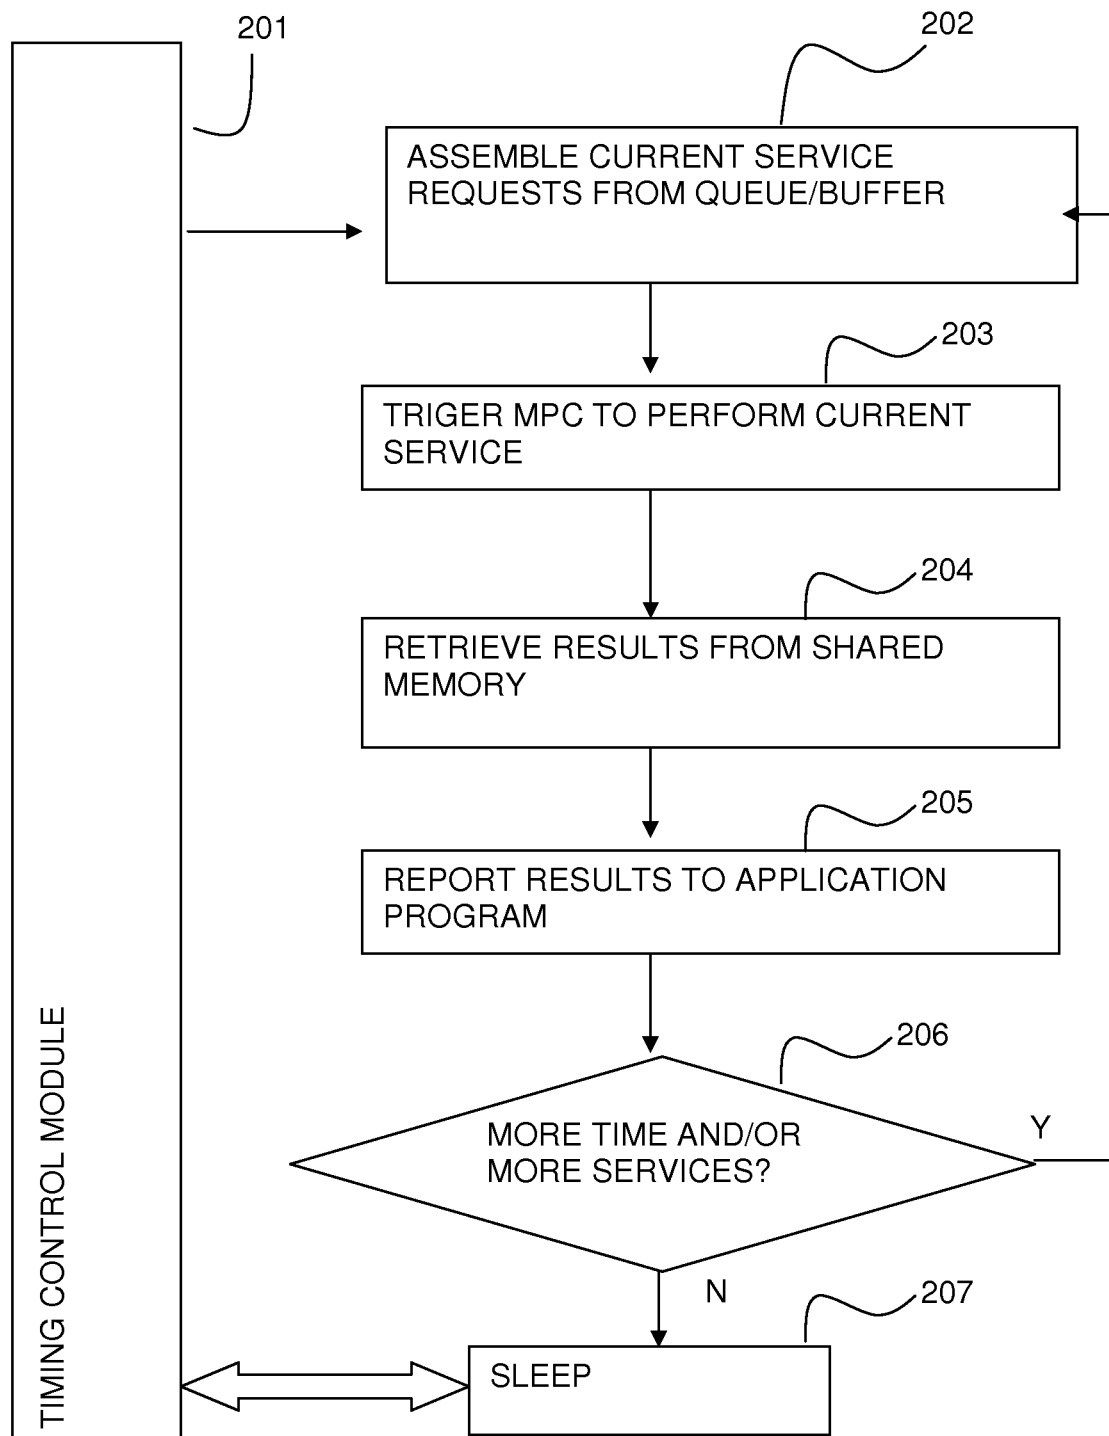 201
202
ASSEMBLE CURRENT SERVICE
REQUESTS FROM QUEUE/BUFFER
203
TRIGER MPC TO PERFORM CURRENT
SERVICE
204
RETRIEVE RESULTS FROM SHARED
MEMORY
205
REPORT RESULTS TO APPLICATION
PROGRAM
206
MORE TIME AND/OR
MORE SERVICES?
Y
N
207
SLEEP
TIMING CONTROL MODULE